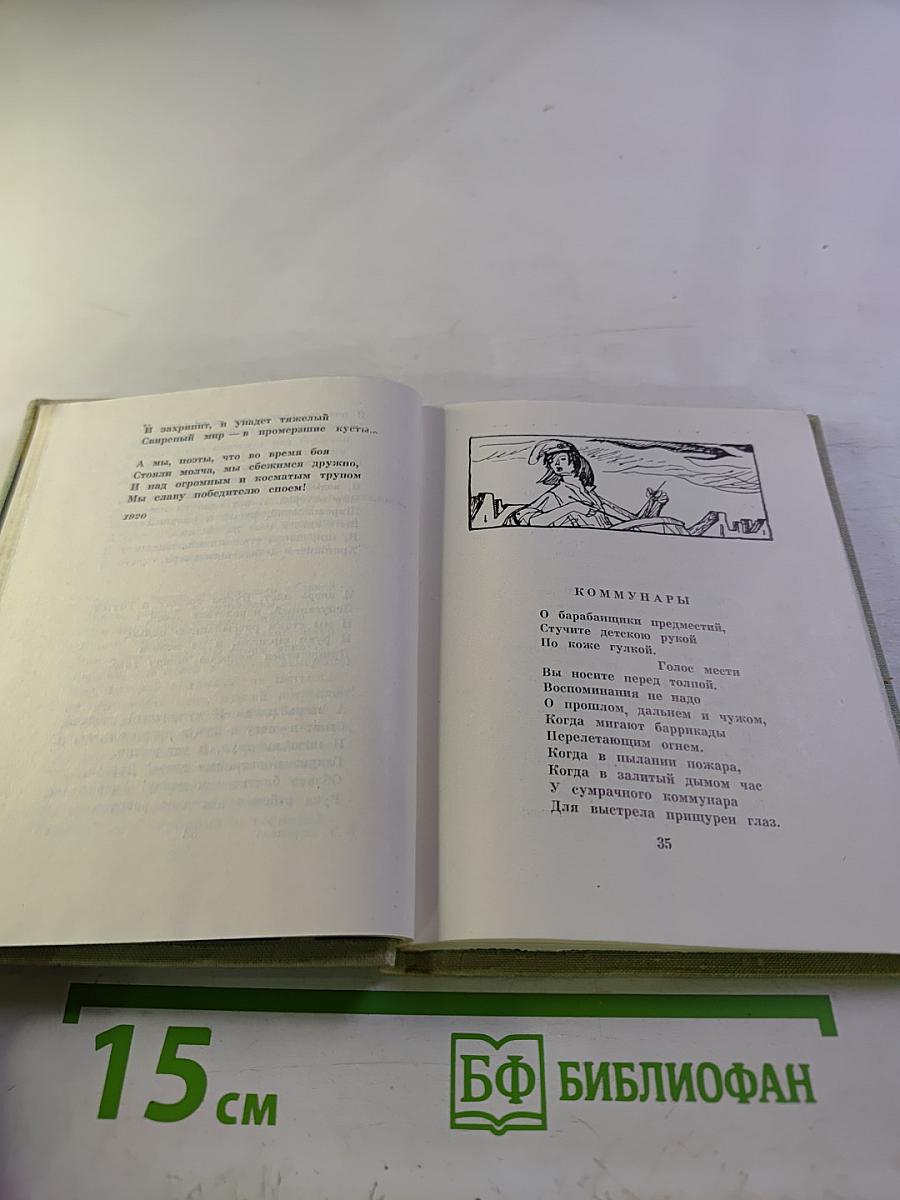 И захрипит, и упадет тяжелый
Свирепый мир — в промерзшие кусты...
А мы, поэты, что во время боя
Стояли молча, мы сбежимся дружно,
И над огромным и косматым трупом
Мы славу победителю споем!
1920
КОММУНАРЫ
О барабанщики предместий,
Стучите детскою рукой
По коже гулкой.
Голос мести
Вы носите перед толпой.
Воспоминания не надо
О прошлом, дальнем и чужом,
Когда мигают баррикады
Перелетающим огнем.
Когда в пылании пожара,
Когда в залитый дымом час
У сумрачного коммунара
Для выстрела прищурен глаз.
35
15 см
БФ БИБЛИОФАН